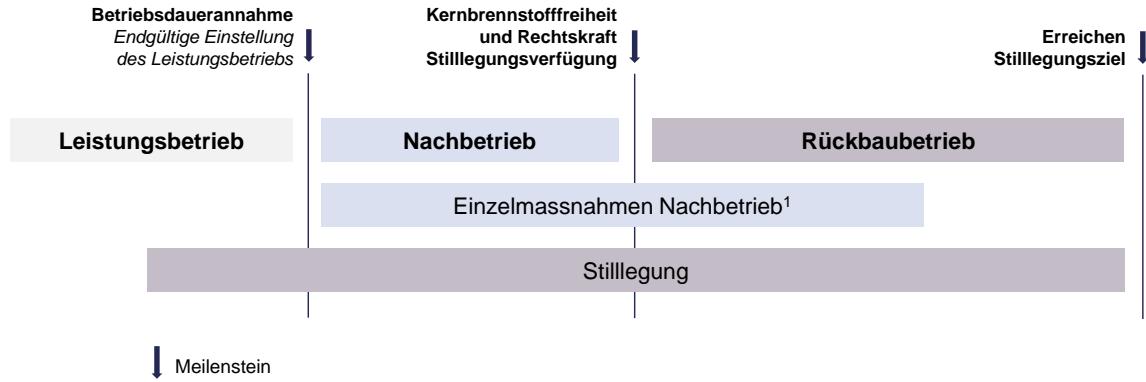 Betriebsdauerannahme
Endgültige Einstellung
des Leistungsbetriebs
Kernbrennstofffreiheit
und Rechtskraft
Stilllegungsverfügung
Erreichen
Stilllegungsziel
Leistungsbetrieb
Nachbetrieb
Rückbaubetrieb
Einzelmassnahmen Nachbetrieb¹
Stilllegung
Meilenstein